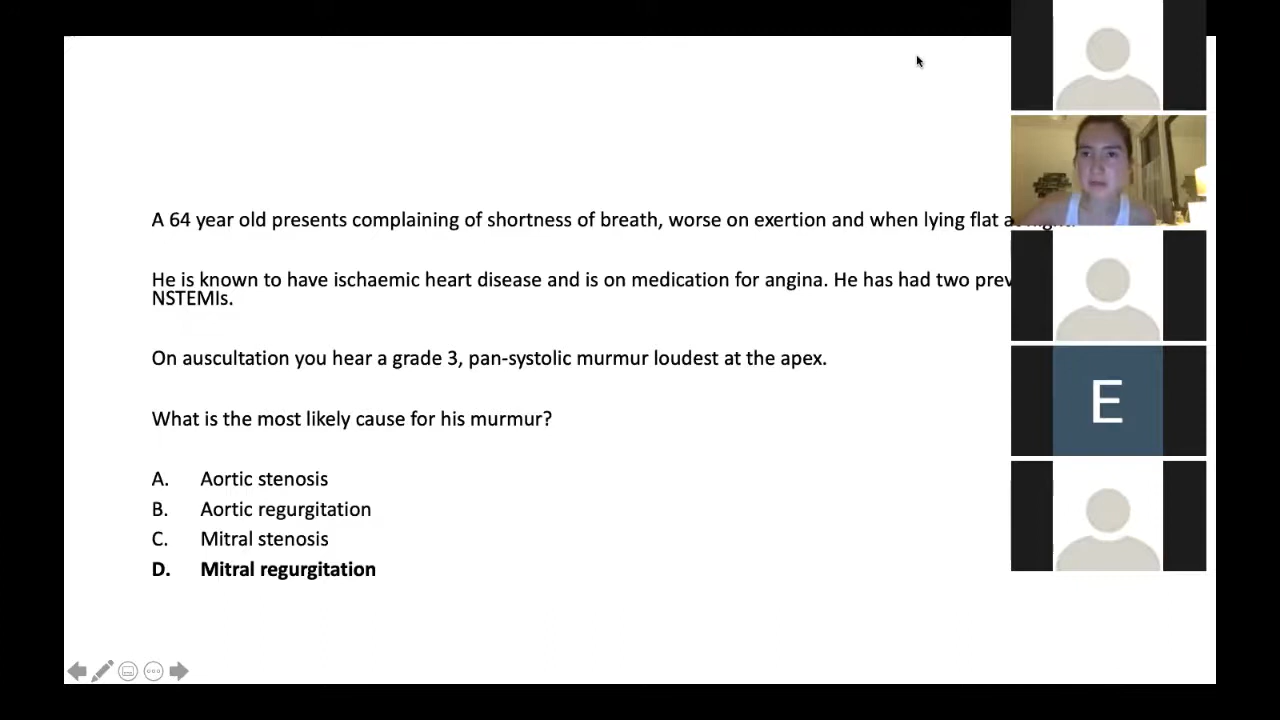 A 64 year old presents complaining of shortness of breath, worse on exertion and when lying flat
He is known to have ischaemic heart disease and is on medication for angina. He has had two
NSTEMIs.
On auscultation you hear a grade 3, pan-systolic murmur loudest at the apex.
What is the most likely cause for his murmur?
A. Aortic stenosis
B. Aortic regurgitation
C. Mitral stenosis
D. Mitral regurgitation
E